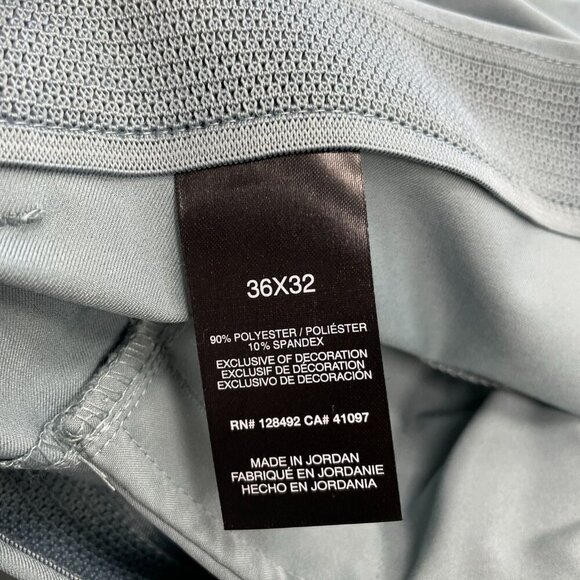 36X32
90% POLYESTER / POLIÉSTER
10% SPANDEX
EXCLUSIVE OF DECORATION
EXCLUSIF DE DÉCORATION
EXCLUSIVO DE DECORACIÓN
RN# 128492 CA# 41097
MADE IN JORDAN
FABRIQUÉ EN JORDANIE
HECHO EN JORDANIA